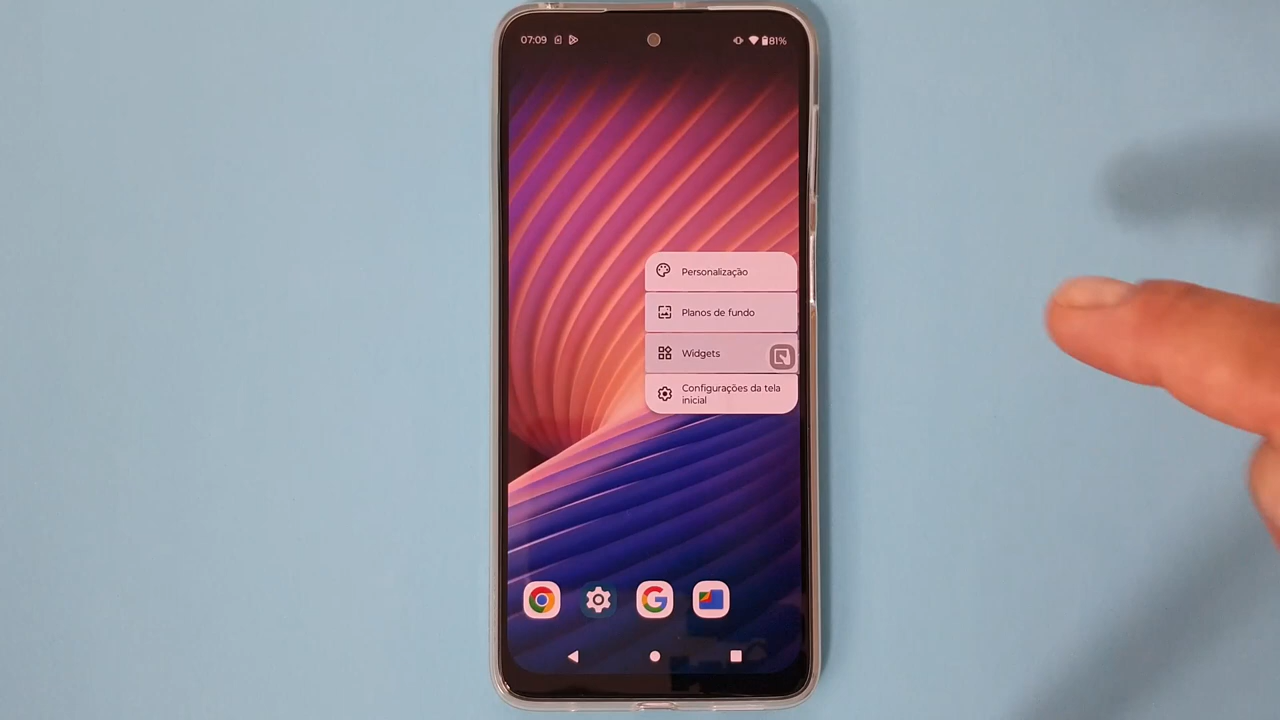 07:09
81%
Personalização
Planos de fundo
Widgets
Configurações da tela
inicial